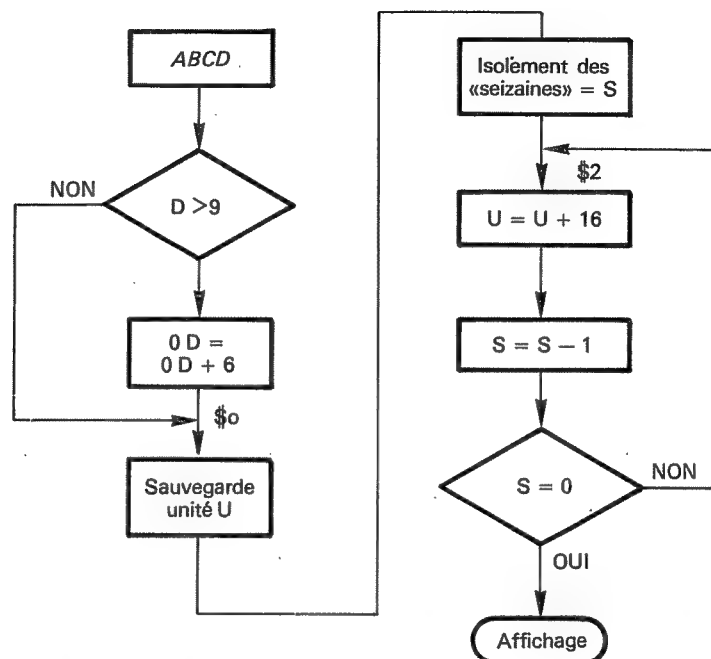 ABCD
NON
D >9
0 D =
0 D + 6
$o
Sauvegarde
unité U
Isolement des
«seizaines» = S
$2
U = U + 16
S = S − 1
S = 0
NON
OUI
Affichage